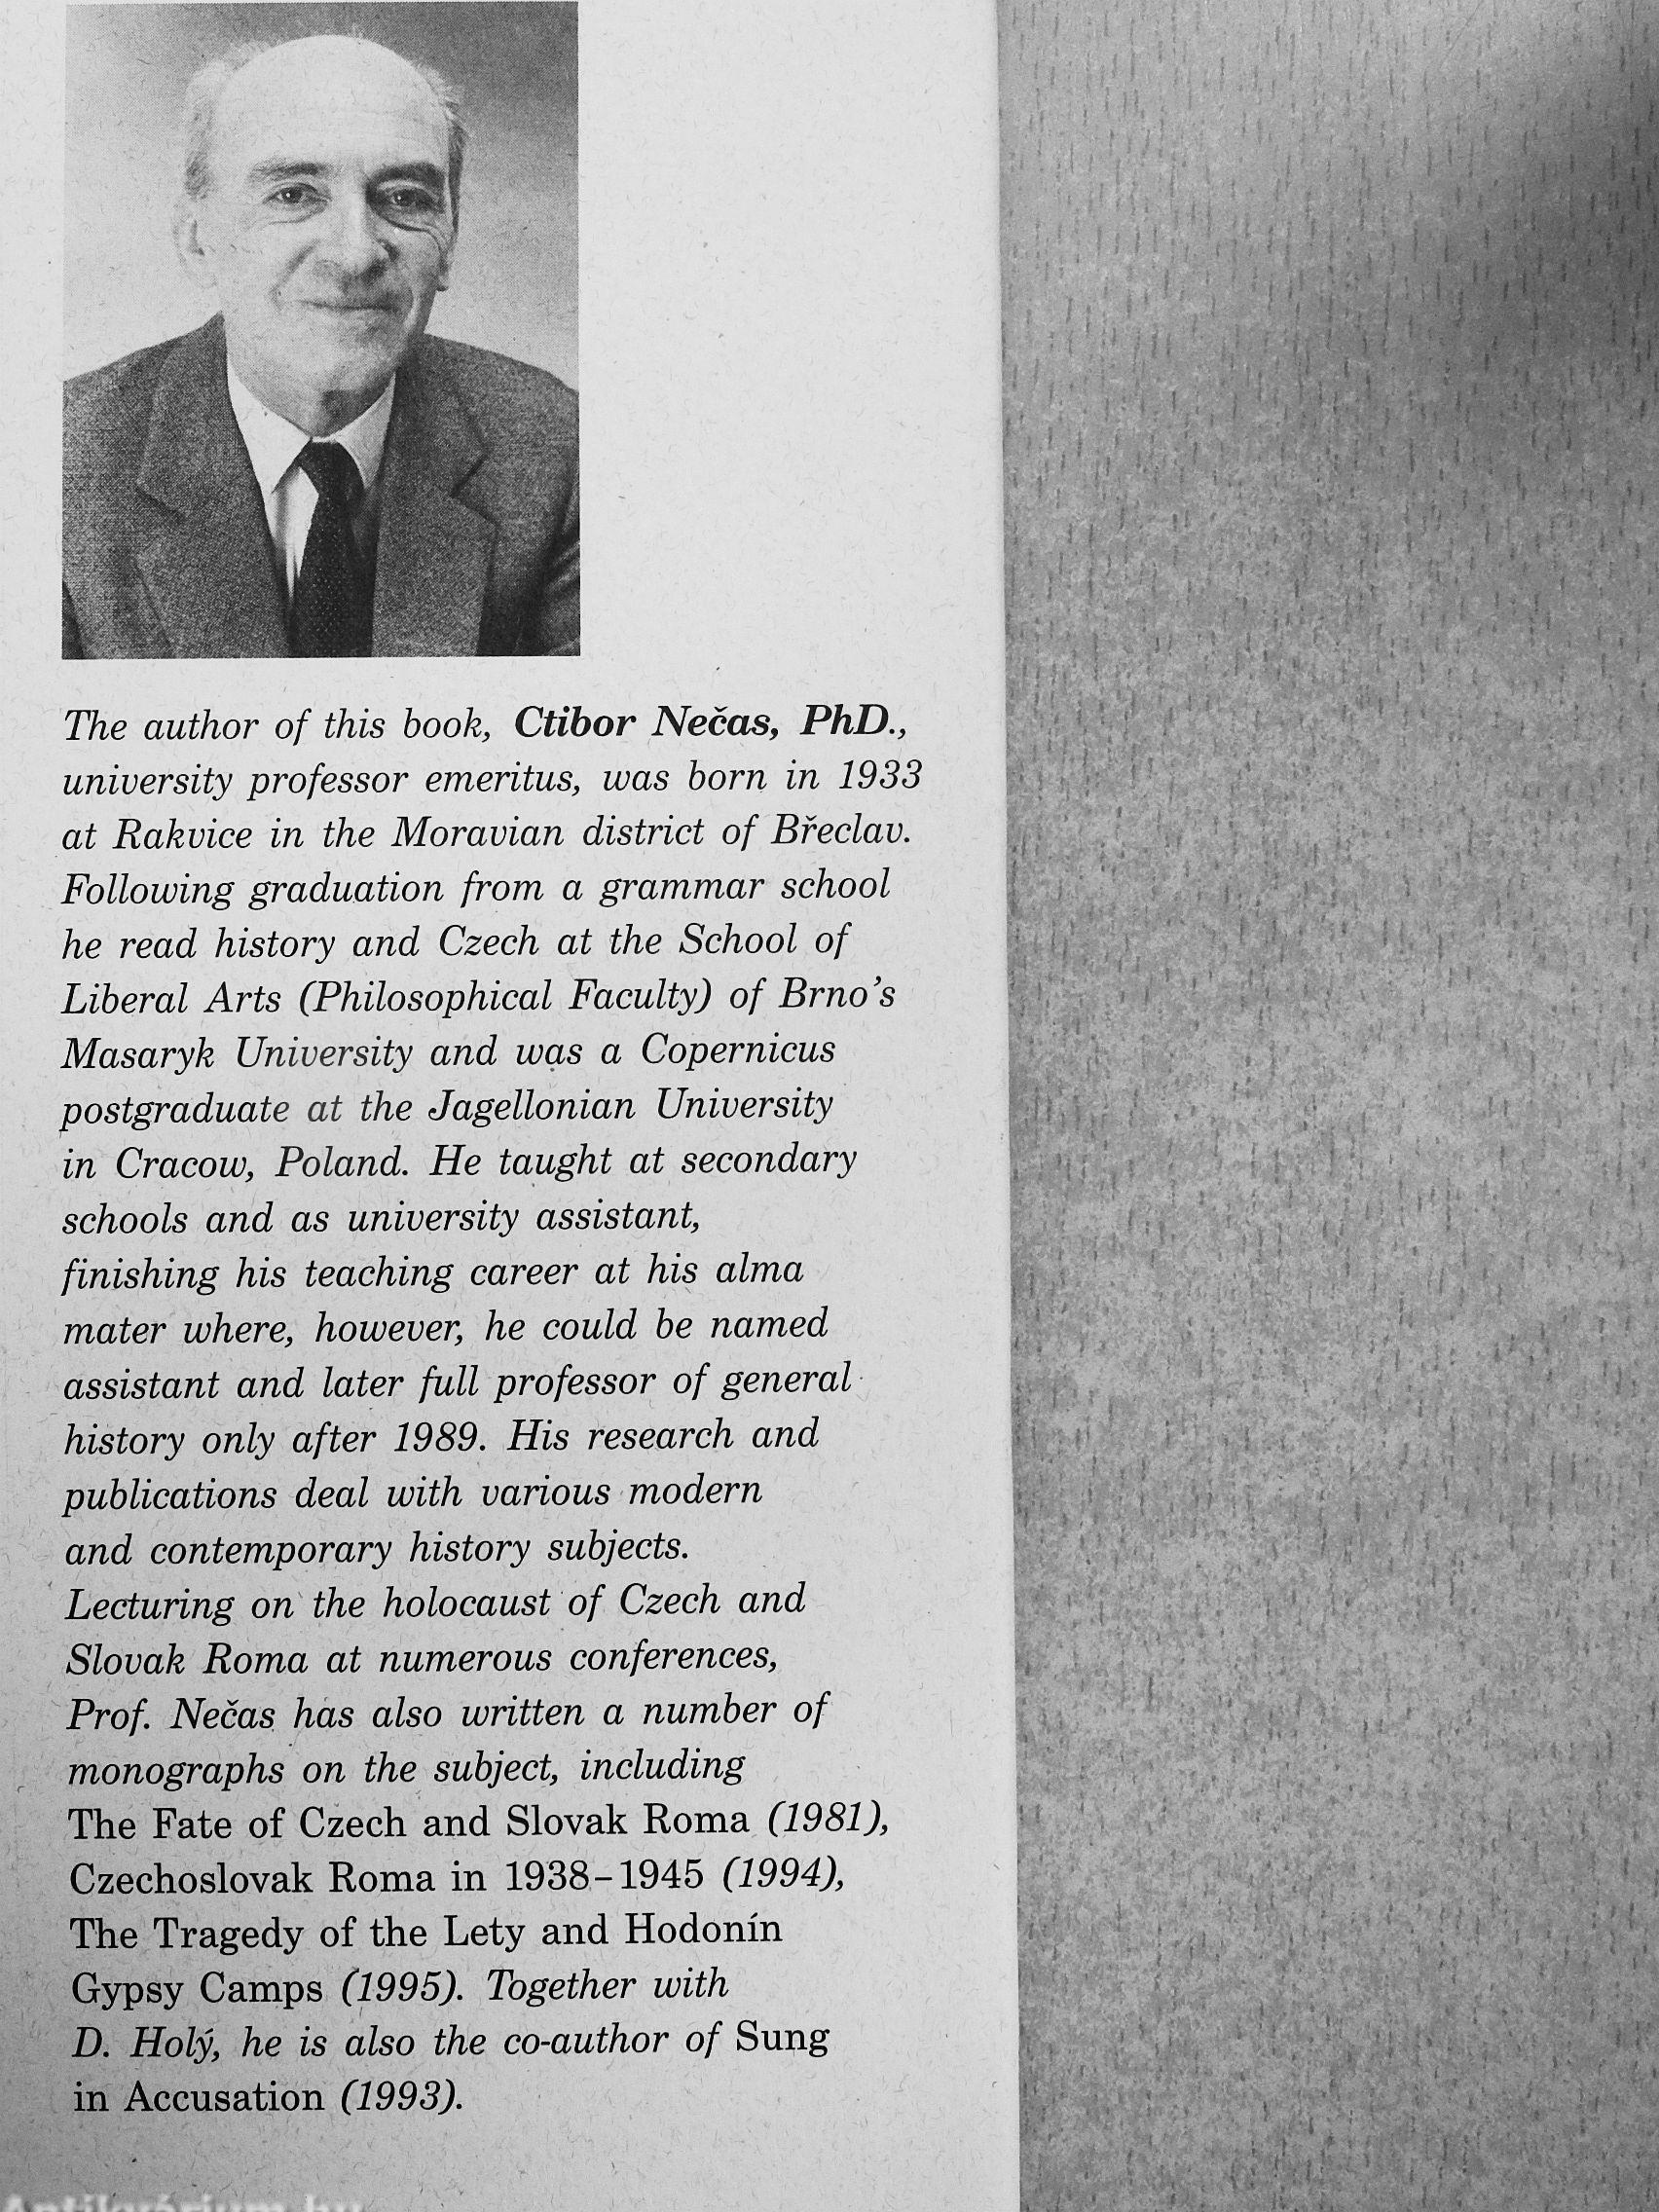 The author of this book, Ctibor Nečas, PhD.,
university professor emeritus, was born in 1933
at Rakvice in the Moravian district of Břeclav.
Following graduation from a grammar school
he read history and Czech at the School of
Liberal Arts (Philosophical Faculty) of Brno's
Masaryk University and was a Copernicus
postgraduate at the Jagellonian University
in Cracow, Poland. He taught at secondary
schools and as university assistant,
finishing his teaching career at his alma
mater where, however, he could be named
assistant and later full professor of general
history only after 1989. His research and
publications deal with various modern
and contemporary history subjects.
Lecturing on the holocaust of Czech and
Slovak Roma at numerous conferences,
Prof. Nečas has also written a number of
monographs on the subject, including
The Fate of Czech and Slovak Roma (1981),
Czechoslovak Roma in 1938–1945 (1994),
The Tragedy of the Lety and Hodonín
Gypsy Camps (1995). Together with
D. Holý, he is also the co-author of Sung
in Accusation (1993).
Antikvárium.hu